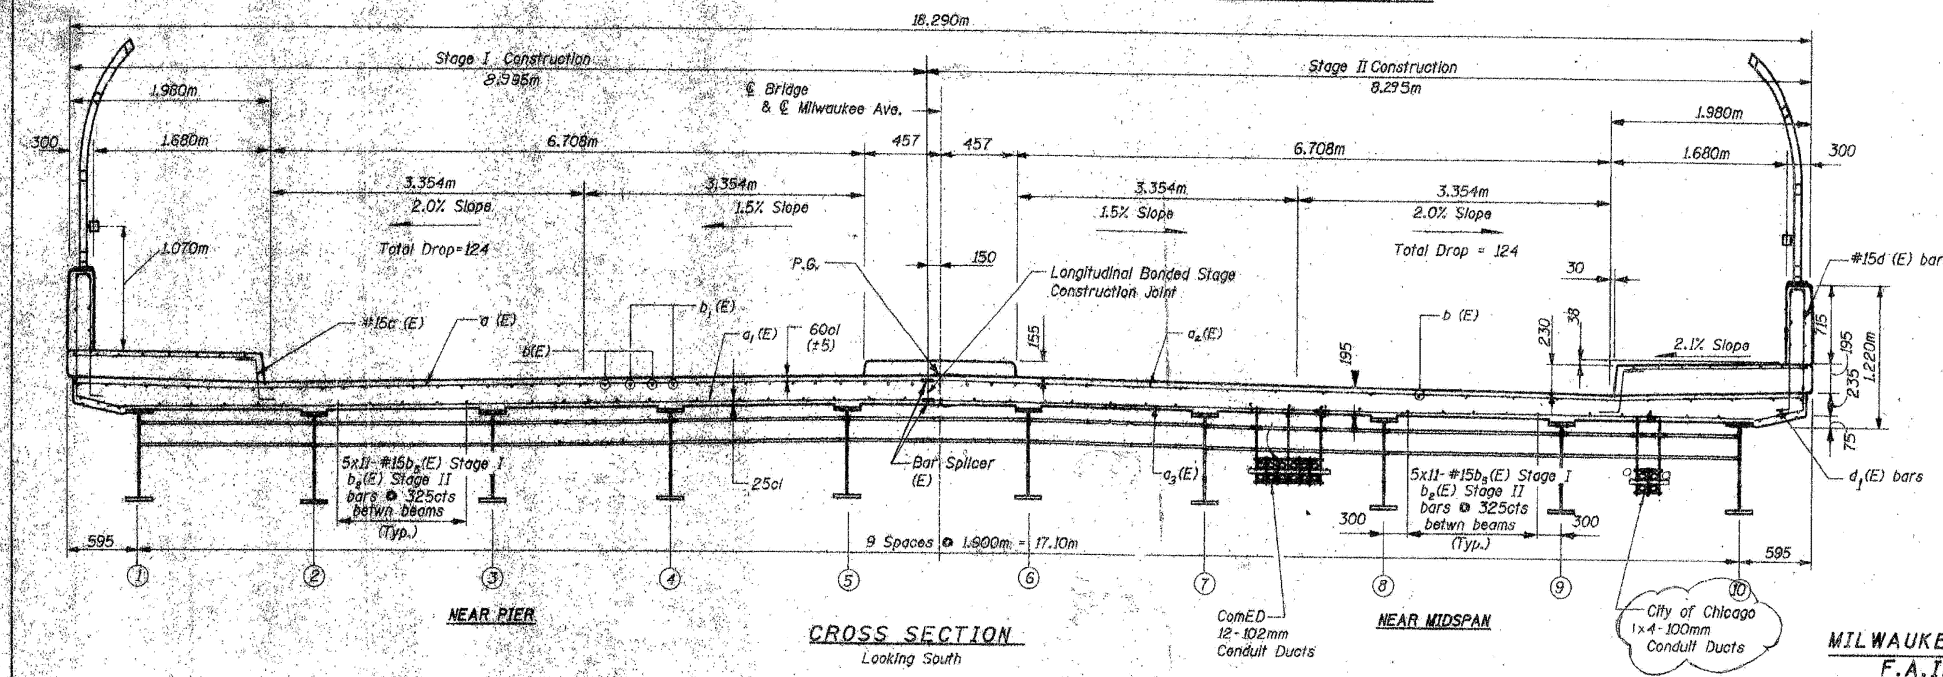 18.290m
Stage I Construction
8.995m
Stage II Construction
8.295m
1.980m
℄ Bridge
& ℄ Milwaukee Ave.
1.980m
300
1.680m
6.708m
457
457
6.708m
1.680m
300
3.354m
2.0% Slope
3.354m
1.5% Slope
3.354m
1.5% Slope
3.354m
2.0% Slope
Total Drop=124
Total Drop = 124
1.070m
P.G.
150
Longitudinal Bonded Stage
Construction Joint
30
#15d (E) bar
#15c (E)
a (E)
b(E)
b₁(E)
a₁(E)
60cl
(±5)
155
a₂(E)
195
b (E)
230
38
2.1% Slope
715
195
235
1.220m
75
5x11-#15b₃(E) Stage I
b₂(E) Stage II
bars @ 325cts
betwn beams
(Typ.)
25cl
Bar Splicer
(E)
a₃(E)
5x11-#15b₃(E) Stage I
b₂(E) Stage II
bars @ 325cts
betwn beams
(Typ.)
300
300
d₁(E) bars
595
9 Spaces @ 1.900m = 17.10m
595
1
2
3
4
5
6
7
8
9
10
NEAR PIER
CROSS SECTION
Looking South
ComED
12-102mm
Conduit Ducts
NEAR MIDSPAN
City of Chicago
1x4-100mm
Conduit Ducts
MILWAUKE
F.A.I.